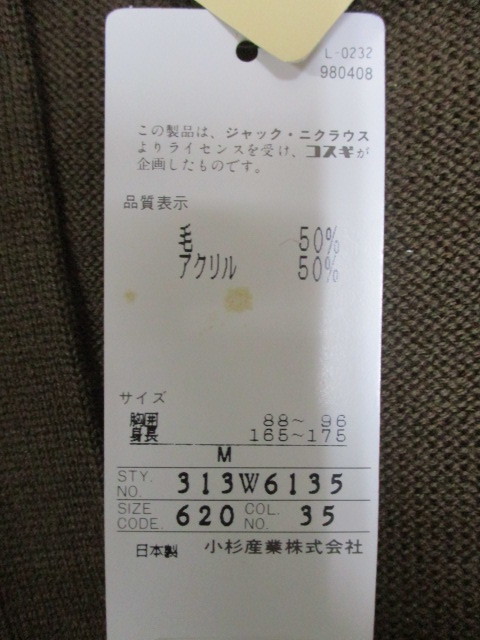 L-0232
980408
この製品は、ジャック・ニクラウス
よりライセンスを受け、コスギが
企画したものです。
品質表示
毛 50%
アクリル 50%
サイズ
胸囲 88~ 96
身長 165~175
M
STY. NO. 313W6135
SIZE CODE. 620 COL. NO. 35
日本製 小杉産業株式会社